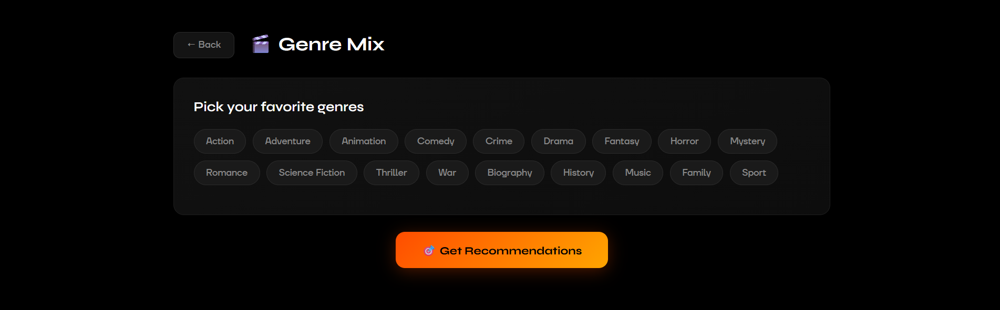 ← Back
Genre Mix
Pick your favorite genres
Action Adventure Animation Comedy Crime Drama Fantasy Horror Mystery
Romance Science Fiction Thriller War Biography History Music Family Sport
Get Recommendations